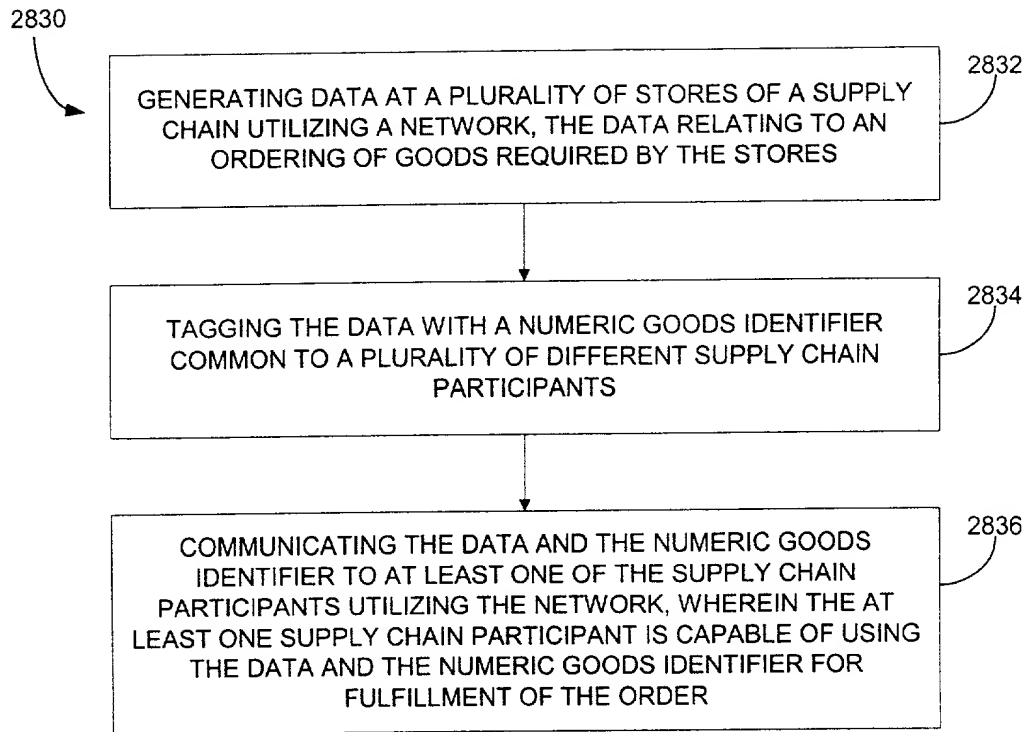 2830
2832
GENERATING DATA AT A PLURALITY OF STORES OF A SUPPLY
CHAIN UTILIZING A NETWORK, THE DATA RELATING TO AN
ORDERING OF GOODS REQUIRED BY THE STORES
2834
TAGGING THE DATA WITH A NUMERIC GOODS IDENTIFIER
COMMON TO A PLURALITY OF DIFFERENT SUPPLY CHAIN
PARTICIPANTS
2836
COMMUNICATING THE DATA AND THE NUMERIC GOODS
IDENTIFIER TO AT LEAST ONE OF THE SUPPLY CHAIN
PARTICIPANTS UTILIZING THE NETWORK, WHEREIN THE AT
LEAST ONE SUPPLY CHAIN PARTICIPANT IS CAPABLE OF USING
THE DATA AND THE NUMERIC GOODS IDENTIFIER FOR
FULFILLMENT OF THE ORDER